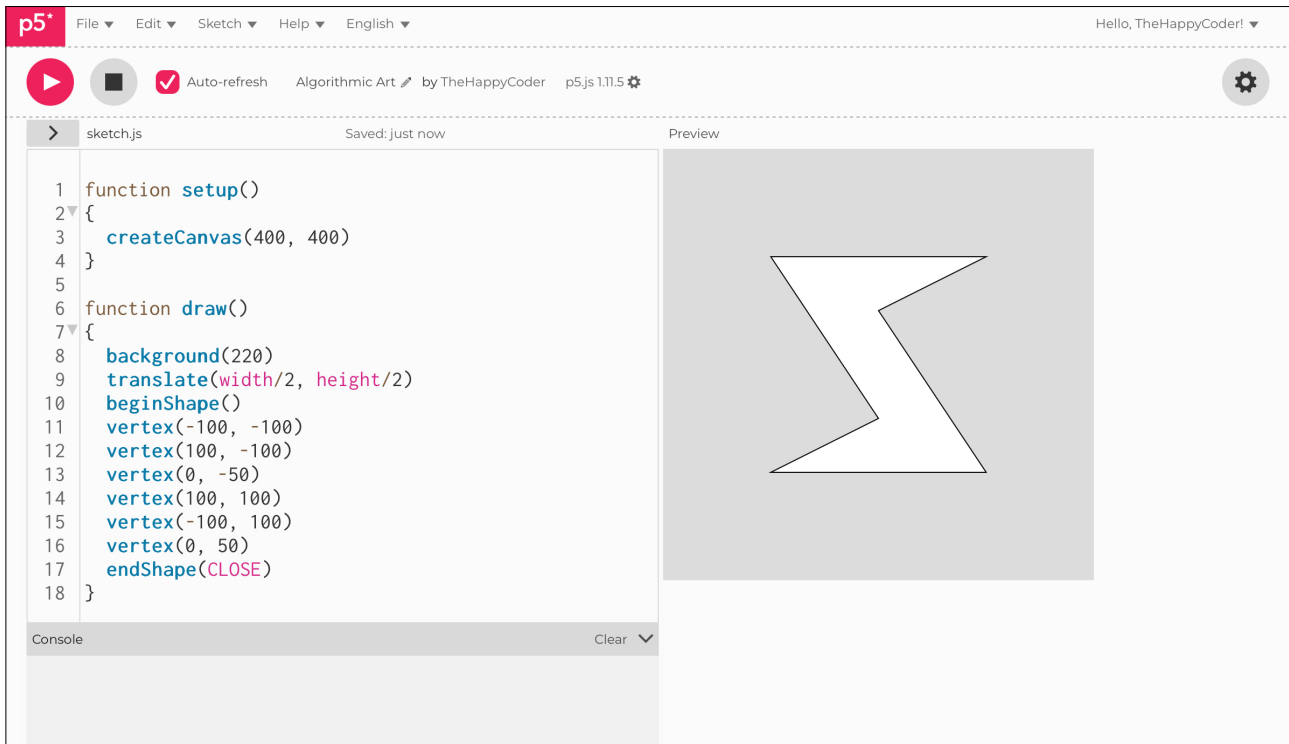 p5* File Edit Sketch Help English Hello, TheHappyCoder!
Auto-refresh Algorithmic Art by TheHappyCoder p5.js 1.11.5
sketch.js Saved: just now Preview
1 function setup()
2 {
3   createCanvas(400, 400)
4 }
5
6 function draw()
7 {
8   background(220)
9   translate(width/2, height/2)
10   beginShape()
11   vertex(-100, -100)
12   vertex(100, -100)
13   vertex(0, -50)
14   vertex(100, 100)
15   vertex(-100, 100)
16   vertex(0, 50)
17   endShape(CLOSE)
18 }
Console Clear